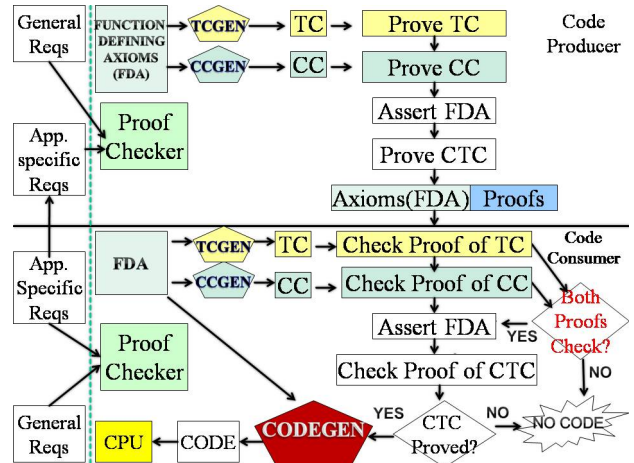 General
Reqs
FUNCTION
DEFINING
AXIOMS
(FDA)
TCGEN
TC
Prove TC
Code
Producer
CCGEN
CC
Prove CC
Proof
Checker
Assert FDA
App.
specific
Reqs
Prove CTC
Axioms(FDA)
Proofs
FDA
TCGEN
TC
Check Proof of TC
Code
Consumer
App.
Specific
Reqs
CCGEN
CC
Check Proof of CC
Both
Proofs
Check?
Assert FDA
YES
Proof
Checker
Check Proof of CTC
NO
General
Reqs
CPU
CODE
CODEGEN
YES
CTC
Proved?
NO
NO CODE